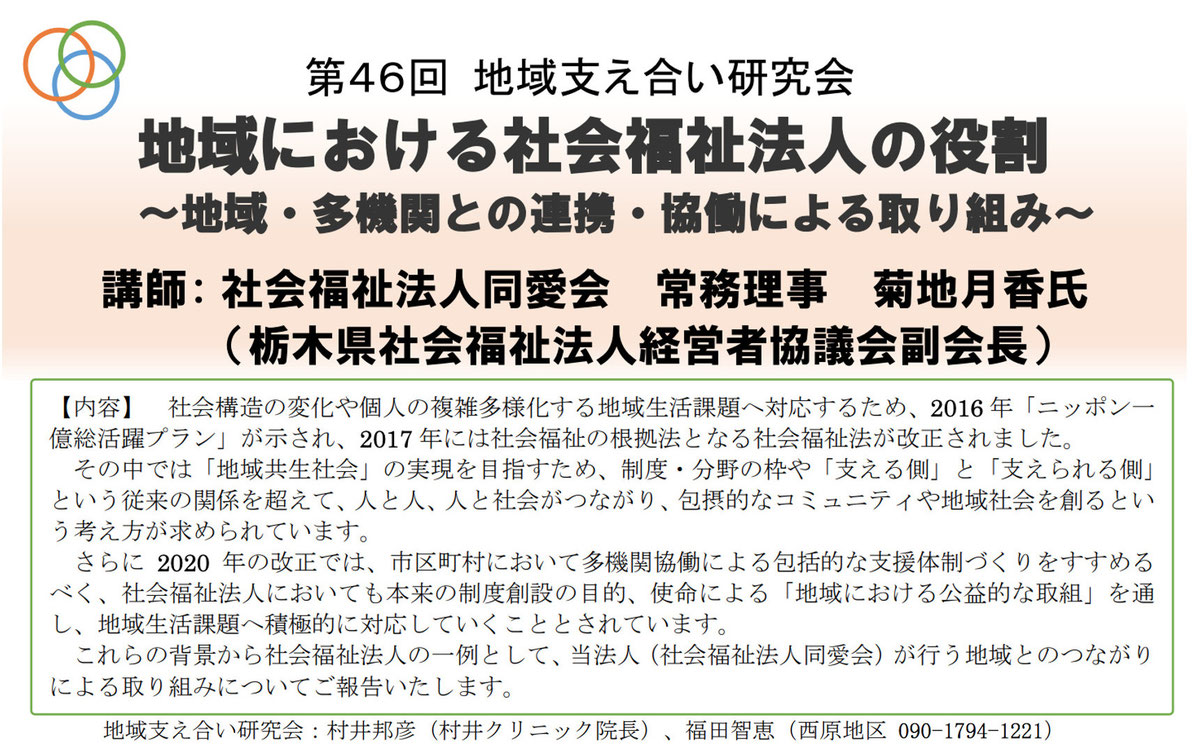 第46回 地域支え合い研究会
地域における社会福祉法人の役割
～地域・多機関との連携・協働による取り組み～
講師：社会福祉法人同愛会　常務理事　菊地月香氏
（栃木県社会福祉法人経営者協議会副会長）
【内容】　社会構造の変化や個人の複雑多様化する地域生活課題へ対応するため、2016 年「ニッポン一
億総活躍プラン」が示され、2017 年には社会福祉の根拠法となる社会福祉法が改正されました。
　その中では「地域共生社会」の実現を目指すため、制度・分野の枠や「支える側」と「支えられる側」
という従来の関係を超えて、人と人、人と社会がつながり、包摂的なコミュニティや地域社会を創るとい
う考え方が求められています。
　さらに 2020 年の改正では、市区町村において多機関協働による包括的な支援体制づくりをすすめる
べく、社会福祉法人においても本来の制度創設の目的、使命による「地域における公益的な取組」を通
し、地域生活課題へ積極的に対応していくこととされています。
　これらの背景から社会福祉法人の一例として、当法人（社会福祉法人同愛会）が行う地域とのつながり
による取り組みについてご報告いたします。
地域支え合い研究会：村井邦彦（村井クリニック院長）、福田智恵（西原地区 090-1794-1221）